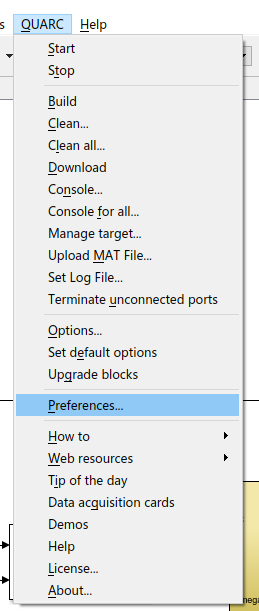 s QUARC Help
Start
Stop
Build
Clean...
Clean all...
Download
Console...
Console for all...
Manage target...
Upload MAT File...
Set Log File...
Terminate unconnected ports
Options...
Set default options
Upgrade blocks
Preferences...
How to
Web resources
Tip of the day
Data acquisition cards
Demos
Help
License...
About...
mega